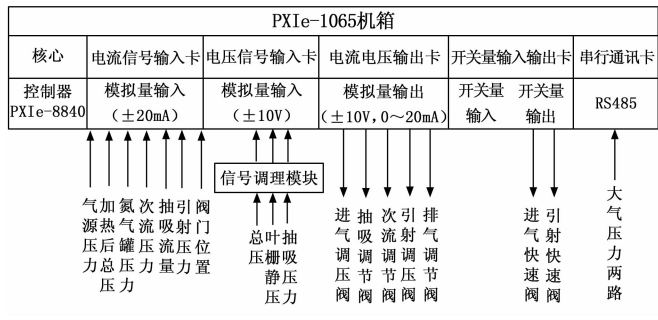 PXIe-1065机箱
核心
电流信号输入卡
电压信号输入卡
电流电压输出卡
开关量输入输出卡
串行通讯卡
控制器
PXIe-8840
模拟量输入
(±20mA)
模拟量输入
(±10V)
模拟量输出
(±10V,0～20mA)
开关量
输入
开关量
输出
RS485
信号调理模块
气源压力
加热后总压
氮气罐压力
次流压力
抽吸流量
引射压力
阀门位置
总压
叶栅静压
抽吸压力
进气调压阀
抽吸调节阀
次流调节阀
引射调压阀
排气调节阀
进气快速阀
引射快速阀
大气压力两路